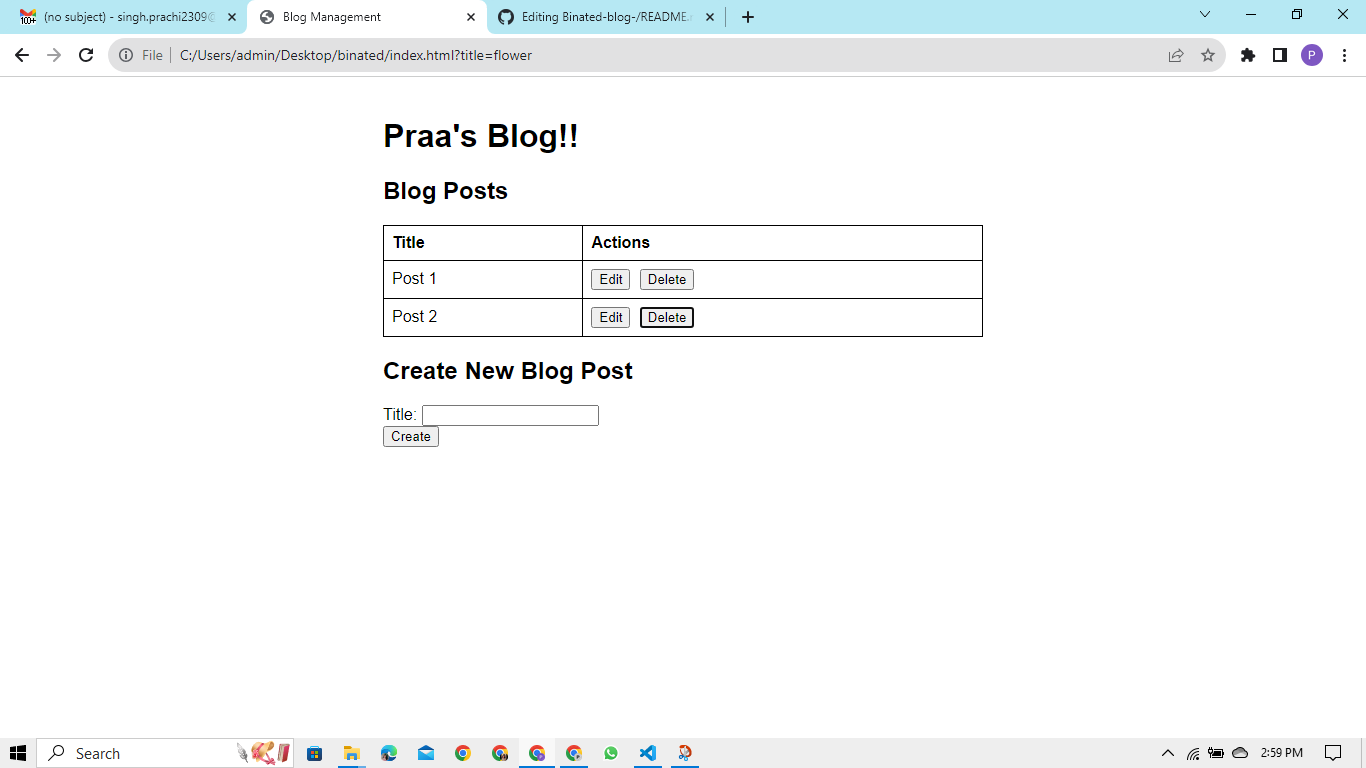 100+ (no subject) - singh.prachi2309@
Blog Management
Editing Binated-blog-/README.
File
C:/Users/admin/Desktop/binated/index.html?title=flower
P
Praa's Blog!!
Blog Posts
Title Actions
Post 1 Edit Delete
Post 2 Edit Delete
Create New Blog Post
Title:
Create
Search
2:59 PM